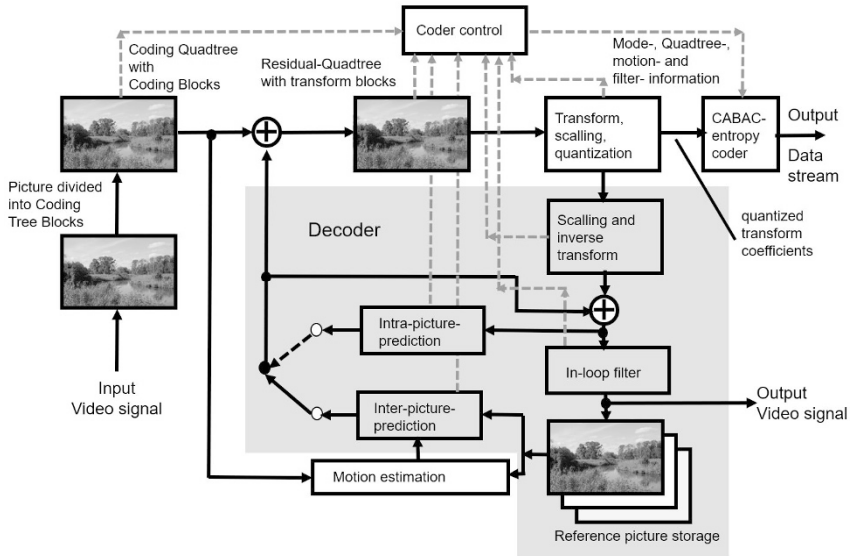 Coder control
Coding Quadtree
with
Coding Blocks
Residual-Quadtree
with transform blocks
Mode-, Quadtree-,
motion- and
filter- information
Transform,
scalling,
quantization
CABAC-
entropy
coder
Output
Data
stream
Picture divided
into Coding
Tree Blocks
Decoder
Scalling and
inverse
transform
quantized
transform
coefficients
Intra-picture-
prediction
In-loop filter
Input
Video signal
Output
Video signal
Inter-picture-
prediction
Motion estimation
Reference picture storage